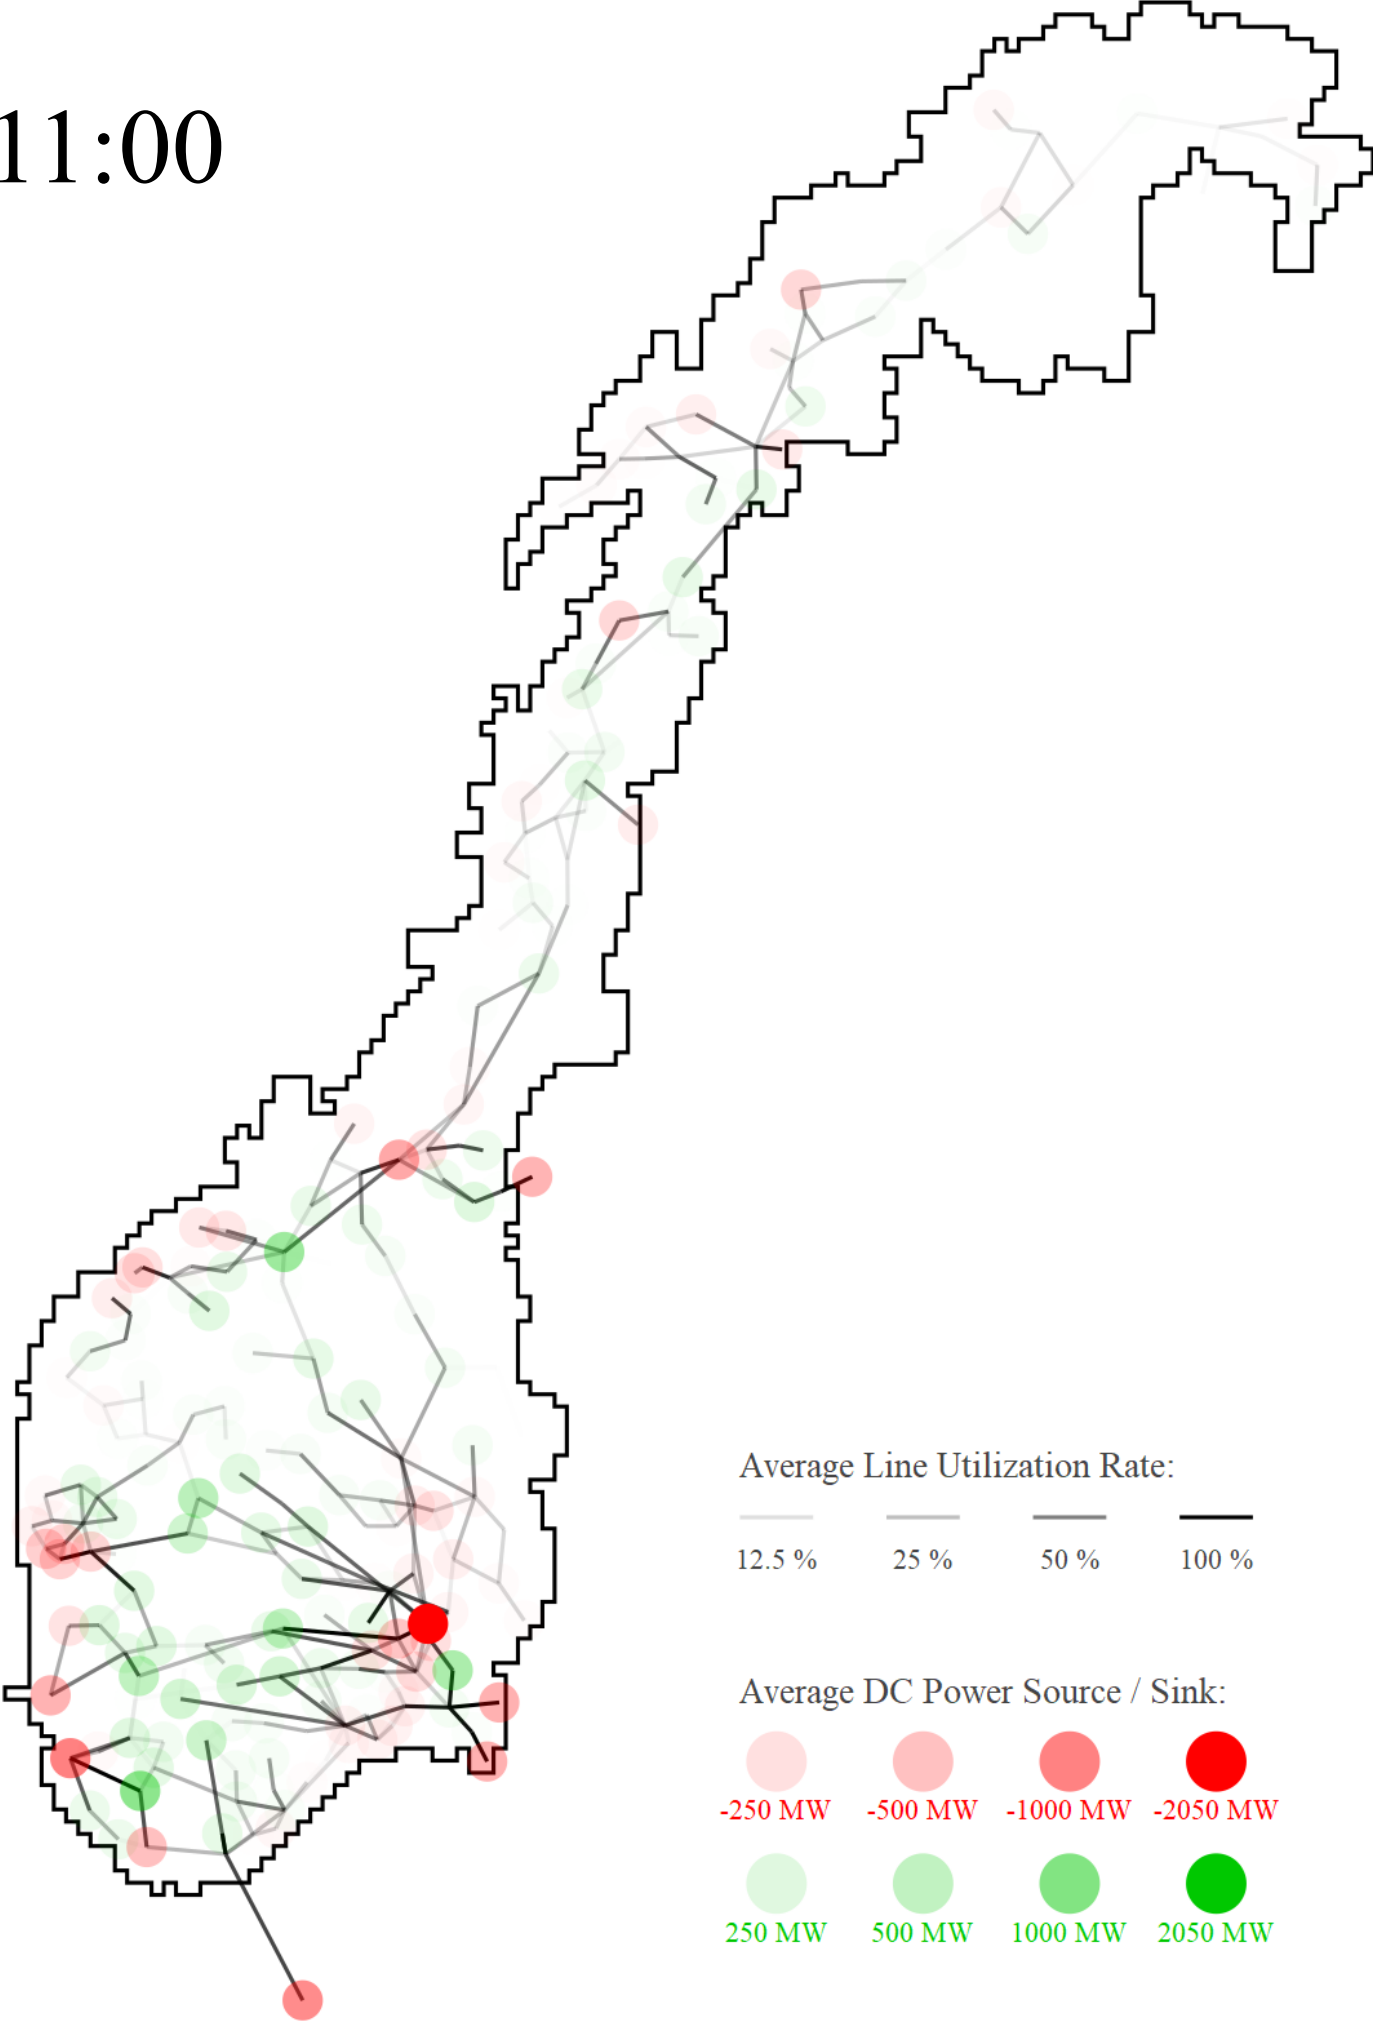 11:00
Average Line Utilization Rate:
12.5 % 25 % 50 % 100 %
Average DC Power Source / Sink:
-250 MW -500 MW -1000 MW -2050 MW
250 MW 500 MW 1000 MW 2050 MW